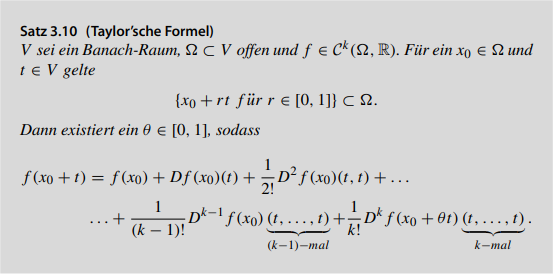 Satz 3.10 (Taylor'sche Formel)
V sei ein Banach-Raum, Ω ⊂ V offen und f ∈ C^k(Ω, ℝ). Für ein x₀ ∈ Ω und
t ∈ V gelte
{x₀ + rt für r ∈ [0, 1]} ⊂ Ω.
Dann existiert ein θ ∈ [0, 1], sodass
f(x₀ + t) = f(x₀) + Df(x₀)(t) + 1/2! D²f(x₀)(t, t) + ...
... + 1/(k − 1)! D^{k−1} f(x₀) (t, ..., t) + 1/k! D^k f(x₀ + θt) (t, ..., t) .
(k−1)−mal k−mal